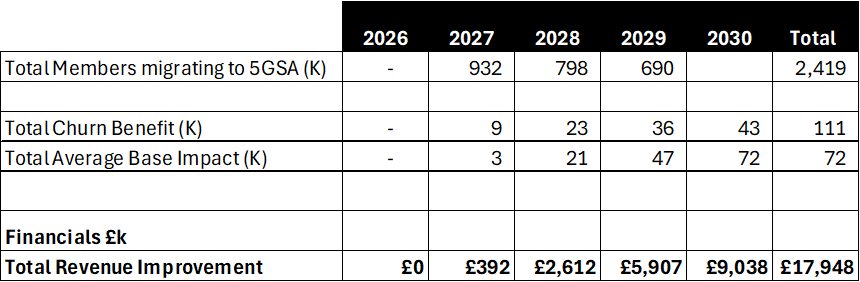 2026 2027 2028 2029 2030 Total
Total Members migrating to 5GSA (K) - 932 798 690 2,419
Total Churn Benefit (K) - 9 23 36 43 111
Total Average Base Impact (K) - 3 21 47 72 72
Financials £k
Total Revenue Improvement £0 £392 £2,612 £5,907 £9,038 £17,948